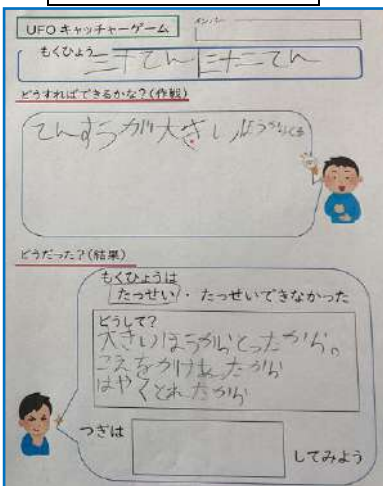 UFOキャッチャーゲーム
メンバー
もくひょう
三十てん 三十二てん
どうすればできるかな？(作戦)
てんすうが大きいほうからとる
どうだった？(結果)
もくひょうは
たっせい・たっせいできなかった
どうして？
大きいほうからとったから。
こえをかけあったから
はやくとれたから
つぎは
してみよう